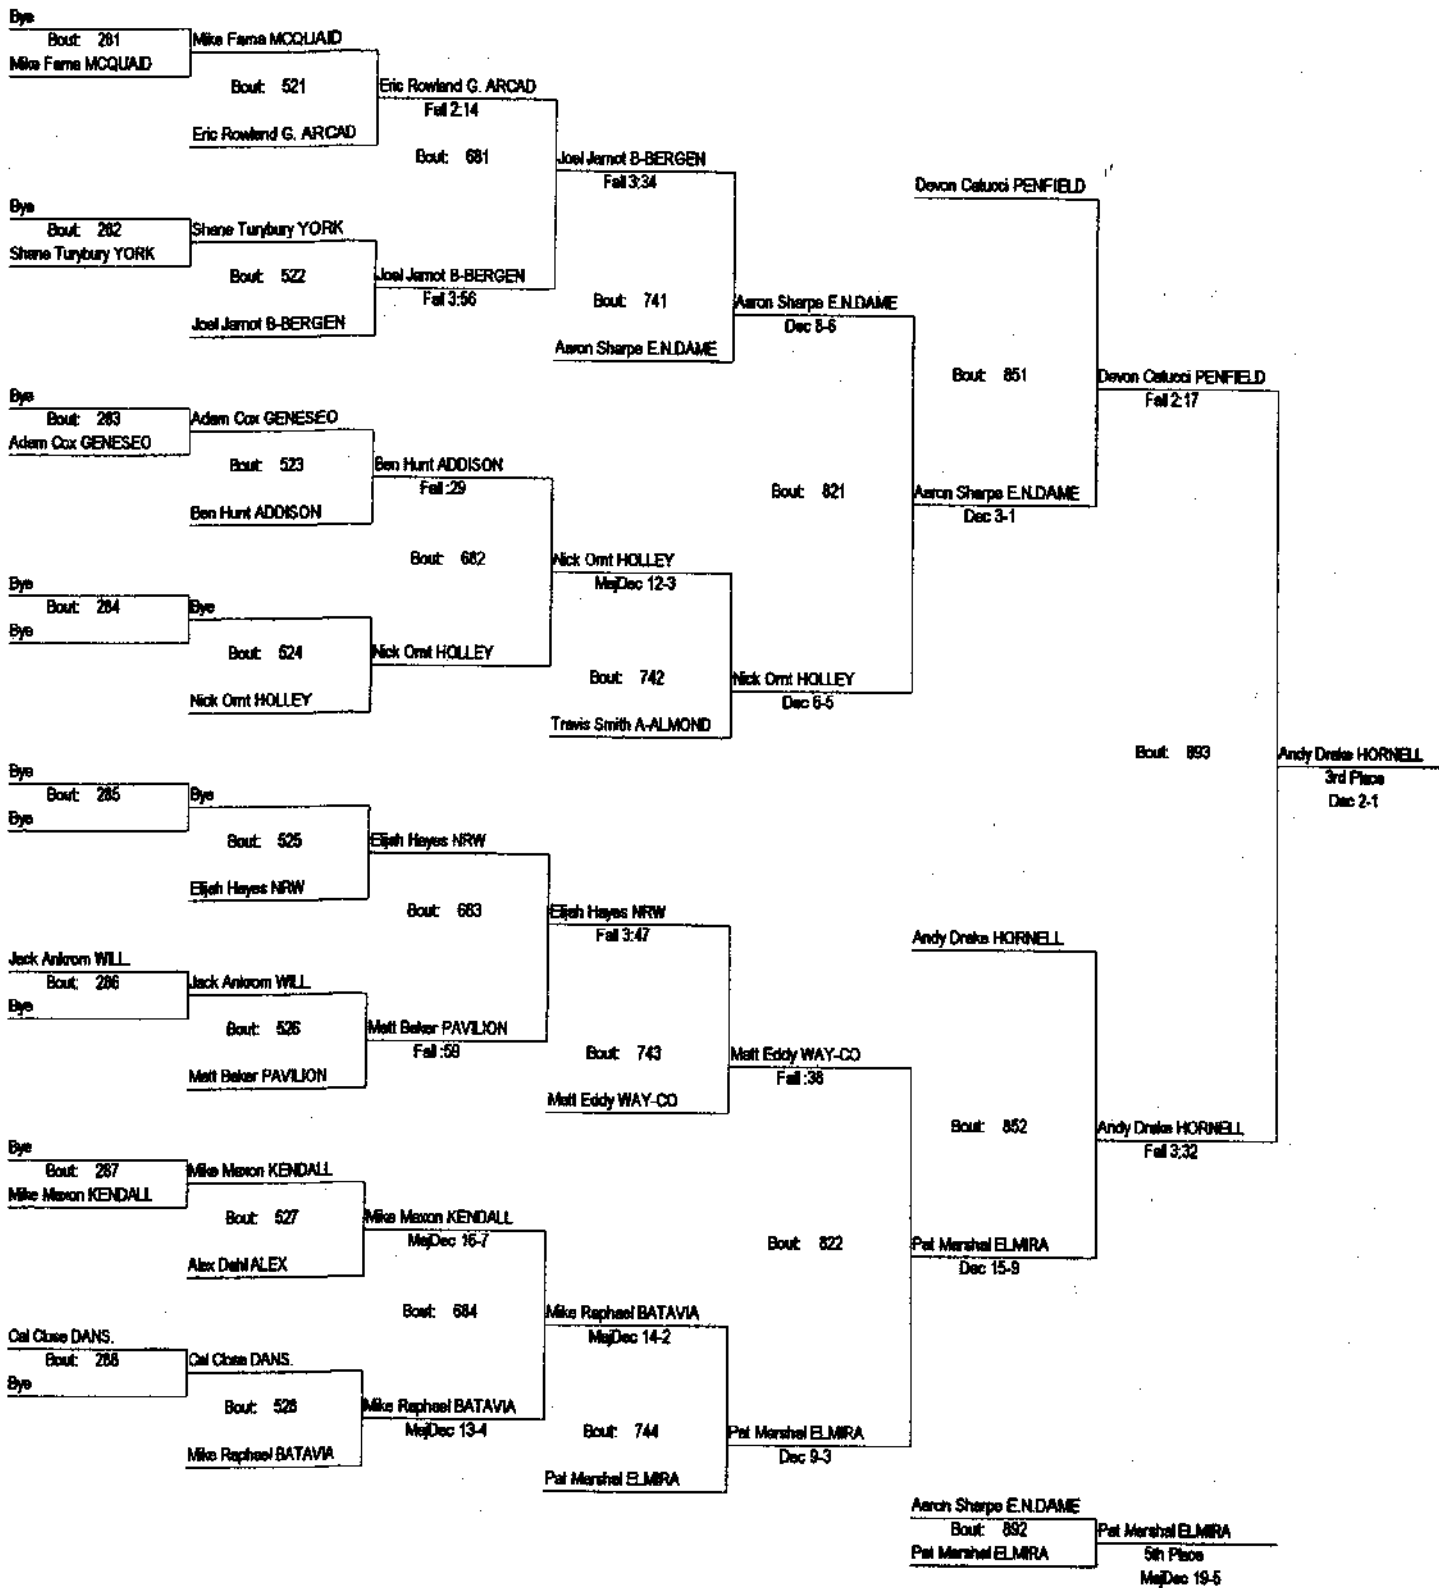 Bye
Bout: 281
Mike Fama MCQUAID
Mike Fama MCQUAID
Bout: 521
Eric Rowland G. ARCAD
Eric Rowland G. ARCAD
Fall 2:14
Bout: 681
Bye
Bout: 282
Shane Turybury YORK
Shane Turybury YORK
Bout: 522
Joel Jarnot B-BERGEN
Joel Jarnot B-BERGEN
Fall 3:56
Joel Jarnot B-BERGEN
Fall 3:34
Bout: 741
Aaron Sharpe E.N.DAME
Aaron Sharpe E.N.DAME
Dec 8-6
Bye
Bout: 283
Adam Cox GENESEO
Adam Cox GENESEO
Bout: 523
Ben Hunt ADDISON
Ben Hunt ADDISON
Fall :29
Bout: 682
Bye
Bout: 284
Bye
Bye
Bout: 524
Nick Ornt HOLLEY
Nick Ornt HOLLEY
Nick Ornt HOLLEY
MajDec 12-3
Bout: 742
Travis Smith A-ALMOND
Nick Ornt HOLLEY
Dec 6-5
Bout: 821
Devon Catucci PENFIELD
Bout: 851
Aaron Sharpe E.N.DAME
Dec 3-1
Devon Catucci PENFIELD
Fall 2:17
Bye
Bout: 285
Bye
Bye
Bout: 525
Elijah Hayes NRW
Elijah Hayes NRW
Bout: 683
Jack Ankrom WILL.
Bout: 286
Bye
Jack Ankrom WILL.
Bout: 526
Matt Baker PAVILION
Matt Baker PAVILION
Fall :59
Elijah Hayes NRW
Fall 3:47
Bout: 743
Matt Eddy WAY-CO
Matt Eddy WAY-CO
Fall :38
Bye
Bout: 287
Mike Maxon KENDALL
Mike Maxon KENDALL
Bout: 527
Alex Dahl ALEX
Mike Maxon KENDALL
MajDec 16-7
Bout: 684
Cal Close DANS.
Bout: 288
Bye
Cal Close DANS.
Bout: 528
Mike Raphael BATAVIA
Mike Raphael BATAVIA
MajDec 13-4
Mike Raphael BATAVIA
MajDec 14-2
Bout: 744
Pat Marshal ELMIRA
Pat Marshal ELMIRA
Dec 9-3
Bout: 822
Andy Drake HORNELL
Bout: 852
Pat Marshal ELMIRA
Dec 15-9
Andy Drake HORNELL
Fall 3:32
Bout: 893
Andy Drake HORNELL
3rd Place
Dec 2-1
Aaron Sharpe E.N.DAME
Bout: 892
Pat Marshal ELMIRA
Pat Marshal ELMIRA
5th Place
MajDec 19-5